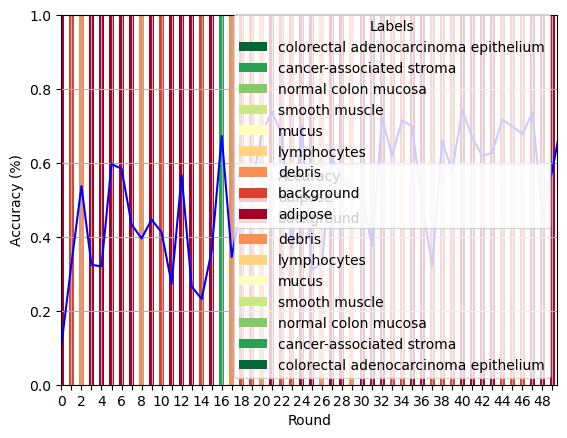 Labels
colorectal adenocarcinoma epithelium
cancer-associated stroma
normal colon mucosa
smooth muscle
mucus
lymphocytes
debris
background
adipose
Accuracy
adipose
background
debris
lymphocytes
mucus
smooth muscle
normal colon mucosa
cancer-associated stroma
colorectal adenocarcinoma epithelium
1.0
0.8
0.6
0.4
0.2
0.0
Accuracy (%)
0 2 4 6 8 10 12 14 16 18 20 22 24 26 28 30 32 34 36 38 40 42 44 46 48
Round